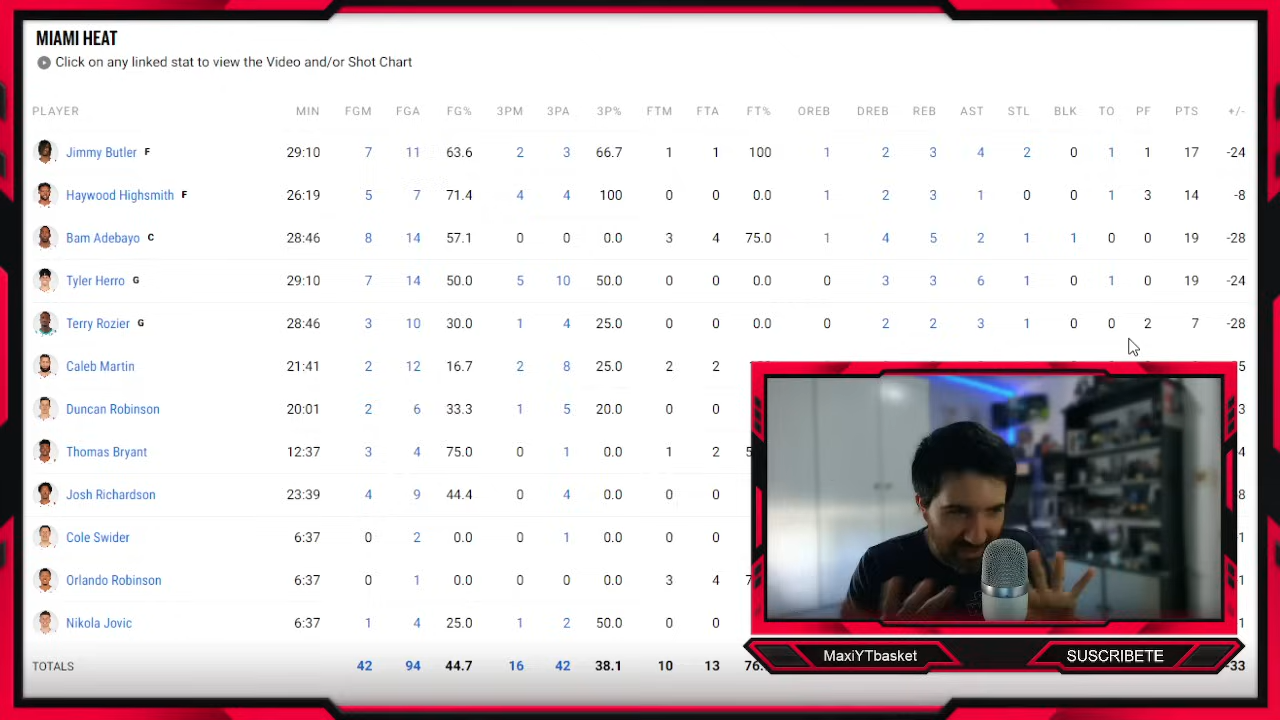 MIAMI HEAT
Click on any linked stat to view the Video and/or Shot Chart
PLAYER MIN FGM FGA FG% 3PM 3PA 3P% FTM FTA FT% OREB DREB REB AST STL BLK TO PF PTS +/-
Jimmy Butler F 29:10 7 11 63.6 2 3 66.7 1 1 100 1 2 3 4 2 0 1 1 17 -24
Haywood Highsmith F 26:19 5 7 71.4 4 4 100 0 0 0.0 1 2 3 1 0 0 1 3 14 -8
Bam Adebayo C 28:46 8 14 57.1 0 0 0.0 3 4 75.0 1 4 5 2 1 1 0 0 19 -28
Tyler Herro G 29:10 7 14 50.0 5 10 50.0 0 0 0.0 0 3 3 6 1 0 1 0 19 -24
Terry Rozier G 28:46 3 10 30.0 1 4 25.0 0 0 0.0 0 2 2 3 1 0 0 2 7 -28
Caleb Martin 21:41 2 12 16.7 2 8 25.0 2 2 5
Duncan Robinson 20:01 2 6 33.3 1 5 20.0 0 0 3
Thomas Bryant 12:37 3 4 75.0 0 1 0.0 1 2 5 4
Josh Richardson 23:39 4 9 44.4 0 4 0.0 0 0 8
Cole Swider 6:37 0 2 0.0 0 1 0.0 0 0 1
Orlando Robinson 6:37 0 1 0.0 0 0 0.0 3 4 7 1
Nikola Jovic 6:37 1 4 25.0 1 2 50.0 0 0 1
TOTALS 42 94 44.7 16 42 38.1 10 13 76. -33
MaxiYTbasket SUSCRIBETE